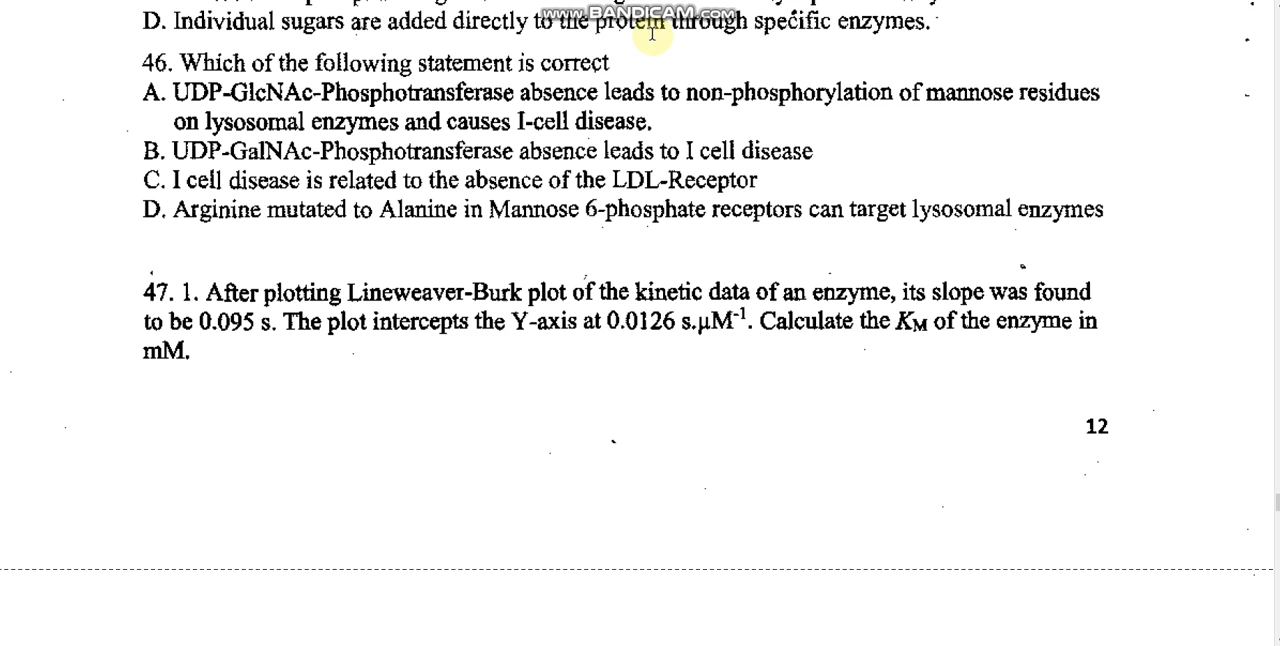 www.BANDICAM.com
D. Individual sugars are added directly to the protein through specific enzymes.
46. Which of the following statement is correct
A. UDP-GlcNAc-Phosphotransferase absence leads to non-phosphorylation of mannose residues
on lysosomal enzymes and causes I-cell disease.
B. UDP-GalNAc-Phosphotransferase absence leads to I cell disease
C. I cell disease is related to the absence of the LDL-Receptor
D. Arginine mutated to Alanine in Mannose 6-phosphate receptors can target lysosomal enzymes
47. 1. After plotting Lineweaver-Burk plot of the kinetic data of an enzyme, its slope was found
to be 0.095 s. The plot intercepts the Y-axis at 0.0126 s.µM⁻¹. Calculate the KM of the enzyme in
mM.
12